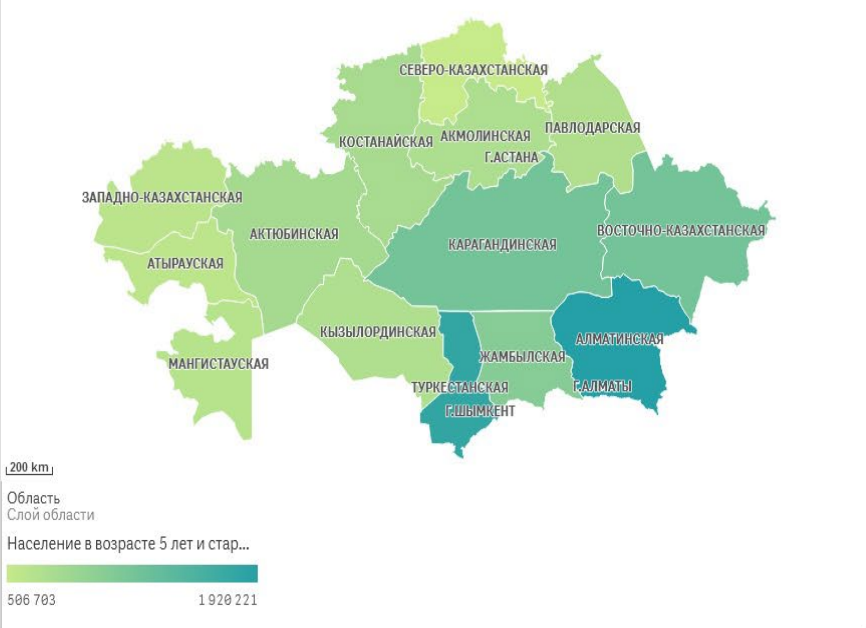 СЕВЕРО-КАЗАХСТАНСКАЯ
ПАВЛОДАРСКАЯ
АКМОЛИНСКАЯ
КОСТАНАЙСКАЯ
Г.АСТАНА
ЗАПАДНО-КАЗАХСТАНСКАЯ
ВОСТОЧНО-КАЗАХСТАНСКАЯ
АКТЮБИНСКАЯ
КАРАГАНДИНСКАЯ
АТЫРАУСКАЯ
КЫЗЫЛОРДИНСКАЯ
АЛМАТИНСКАЯ
ЖАМБЫЛСКАЯ
МАНГИСТАУСКАЯ
Г.АЛМАТЫ
ТУРКЕСТАНСКАЯ
Г.ШЫМКЕНТ
200 km
Область
Слой области
Население в возрасте 5 лет и стар...
506 703
1 920 221